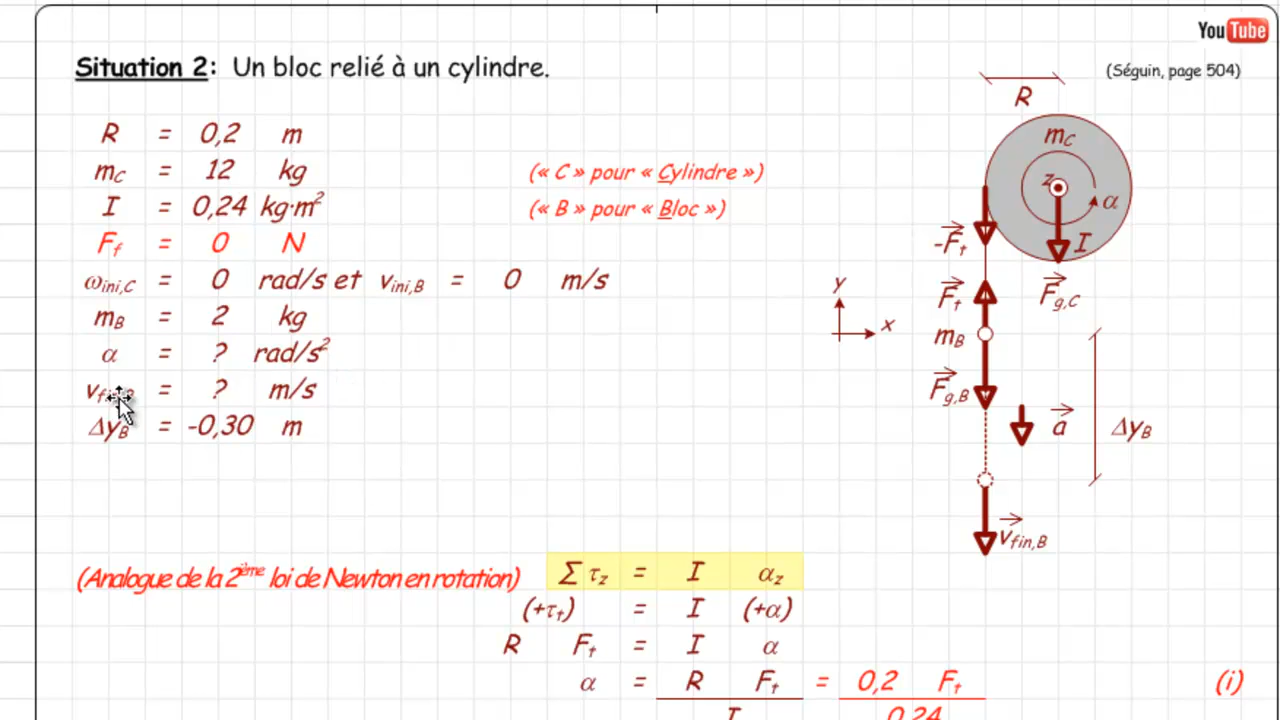 YouTube
Situation 2: Un bloc relié à un cylindre.
(Séguin, page 504)
R = 0,2 m
mC = 12 kg (« C » pour « Cylindre »)
I = 0,24 kg·m² (« B » pour « Bloc »)
Ff = 0 N
ωini,C = 0 rad/s et vini,B = 0 m/s
mB = 2 kg
α = ? rad/s²
= ? m/s
ΔyB = -0,30 m
R
mC
z
α
I
-Ft
Fg,C
y
x
Ft
mB
Fg,B
a
ΔyB
vfin,B
(Analogue de la 2ième loi de Newton en rotation) Σ τz = I αz
(+τt) = I (+α)
R Ft = I α
α = R Ft = 0,2 Ft (i)
I 0,24